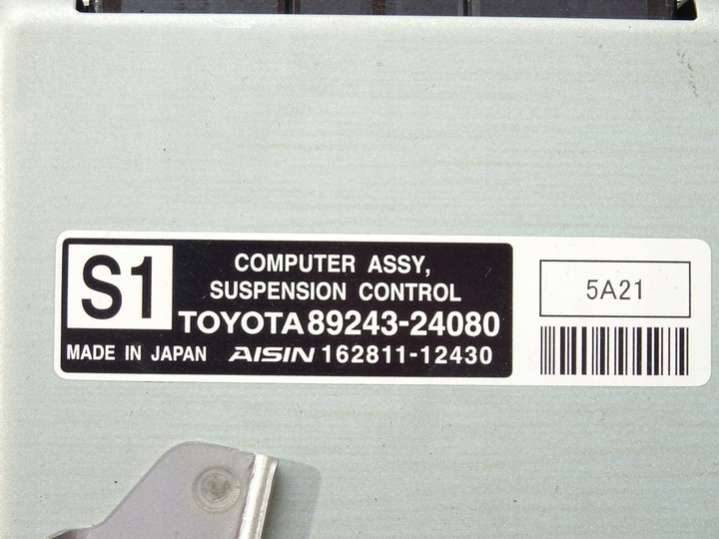 S1
COMPUTER ASSY,
SUSPENSION CONTROL
TOYOTA 89243-24080
MADE IN JAPAN AISIN 162811-12430
5A21